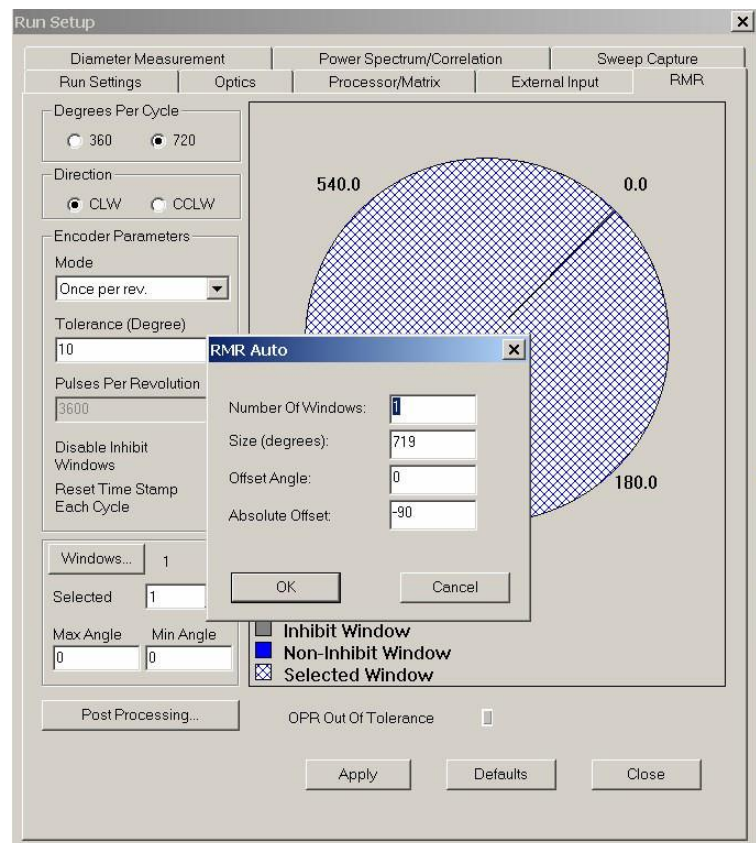 Run Setup
Diameter Measurement
Power Spectrum/Correlation
Sweep Capture
Run Settings
Optics
Processor/Matrix
External Input
RMR
Degrees Per Cycle
360
720
Direction
CLW
CCLW
Encoder Parameters
Mode
Once per rev.
Tolerance (Degree)
10
Pulses Per Revolution
3600
Disable Inhibit
Windows
Reset Time Stamp
Each Cycle
Windows...
1
Selected
1
Max Angle
Min Angle
0
0
Post Processing...
540.0
0.0
180.0
RMR Auto
Number Of Windows:
1
Size (degrees):
719
Offset Angle:
0
Absolute Offset:
-90
OK
Cancel
Inhibit Window
Non-Inhibit Window
Selected Window
OPR Out Of Tolerance
Apply
Defaults
Close